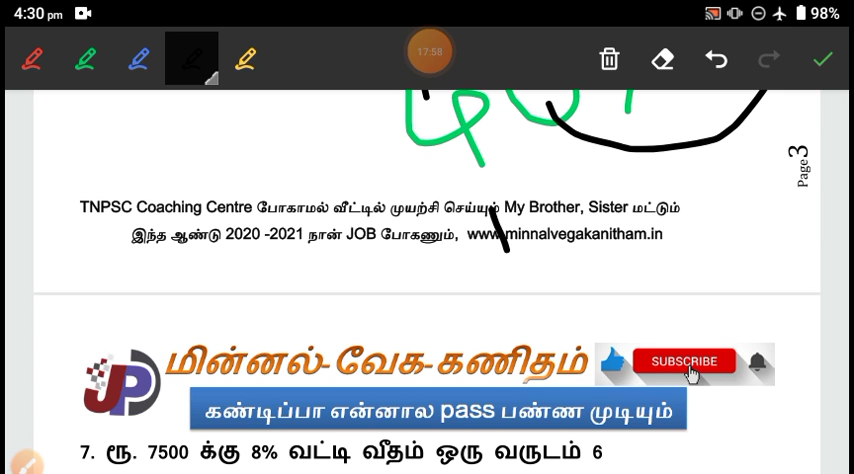 4:30 pm
98%
17:58
Page 3
TNPSC Coaching Centre போகாமல் வீட்டில் முயற்சி செய்யும் My Brother, Sister மட்டும்
இந்த ஆண்டு 2020 -2021 நான் JOB போகணும், www.minnalvegakanitham.in
JP மின்னல்-வேக-கணிதம் SUBSCRIBE
கண்டிப்பா என்னால pass பண்ண முடியும்
7. ரூ. 7500 க்கு 8% வட்டி வீதம் ஒரு வருடம் 6